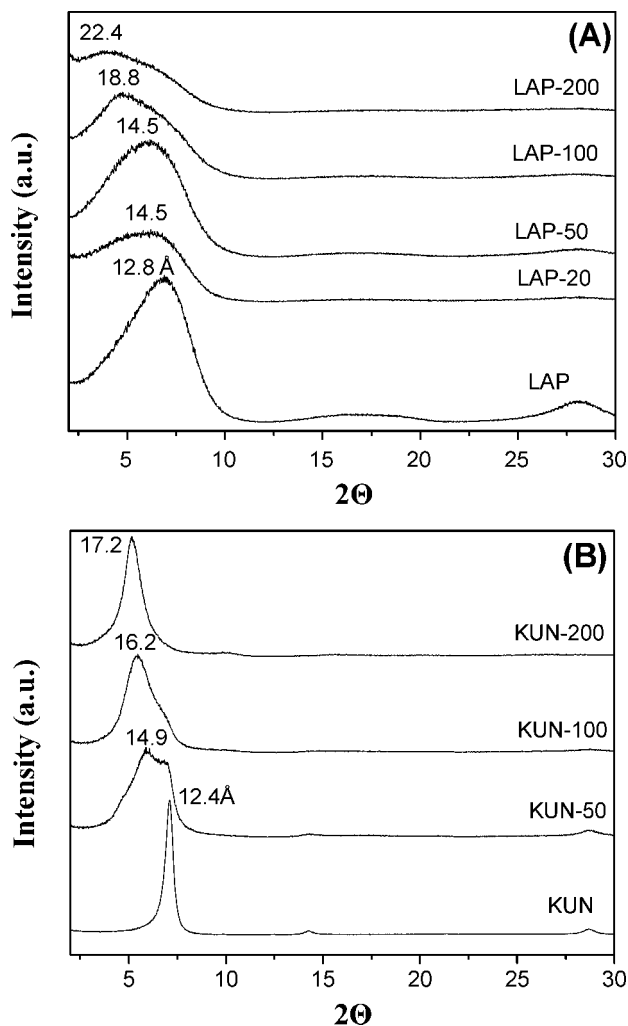 (A)
22.4
LAP-200
18.8
LAP-100
14.5
LAP-50
14.5
LAP-20
12.8 Å
LAP
Intensity (a.u.)
5 10 15 20 25 30
2Θ
(B)
17.2
KUN-200
16.2
KUN-100
14.9
KUN-50
12.4Å
KUN
Intensity (a.u.)
5 10 15 20 25 30
2Θ